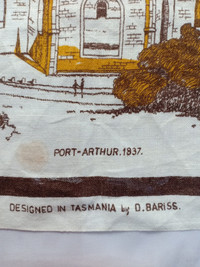 PORT-ARTHUR.1837.
DESIGNED IN TASMANIA by D.BARISS.